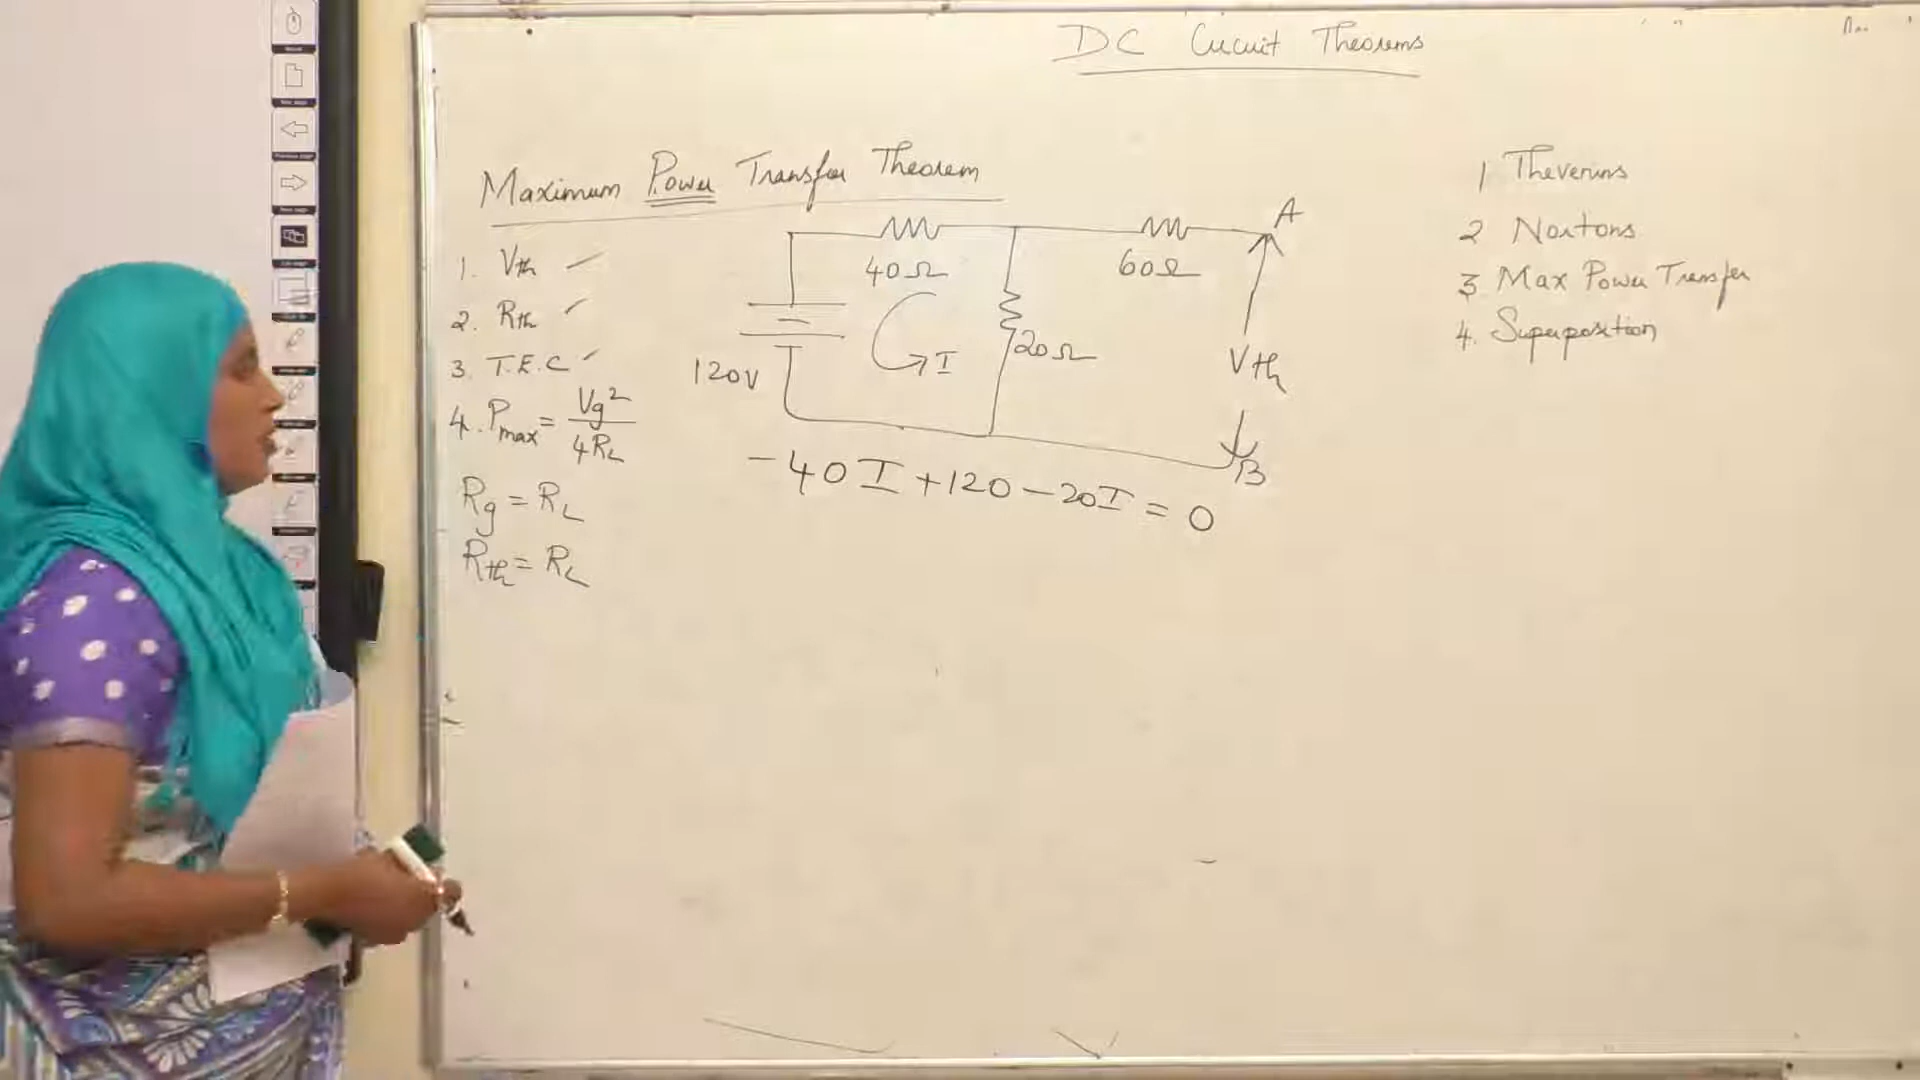 DC Circuit Theorems
Maximum Power Transfer Theorem
1. Vth
2. Rth
3. T.E.C
4. Pmax = Vg² / 4RL
Rg = RL
Rth = RL
40Ω
60Ω
A
120V
I
20Ω
Vth
B
-40I + 120 - 20I = 0
1 Thevenins
2 Nortons
3. Max Power Transfer
4. Superposition